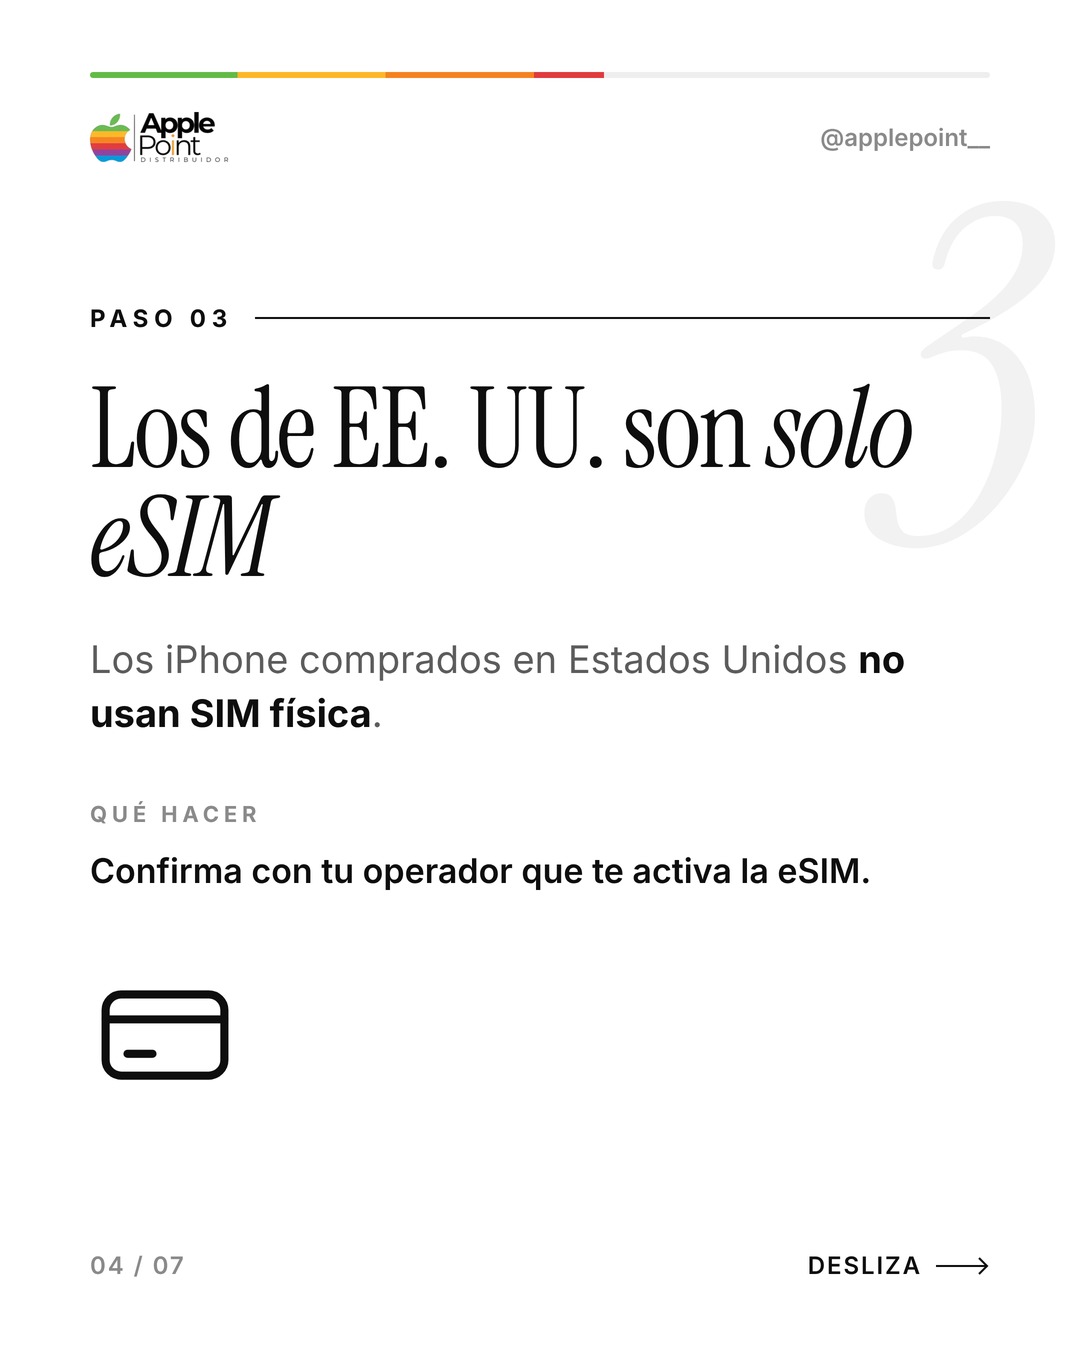 Apple
Point
DISTRIBUIDOR
@applepoint__
3
PASO 03
Los de EE. UU. son solo
eSIM
Los iPhone comprados en Estados Unidos no
usan SIM física.
QUÉ HACER
Confirma con tu operador que te activa la eSIM.
04 / 07
DESLIZA